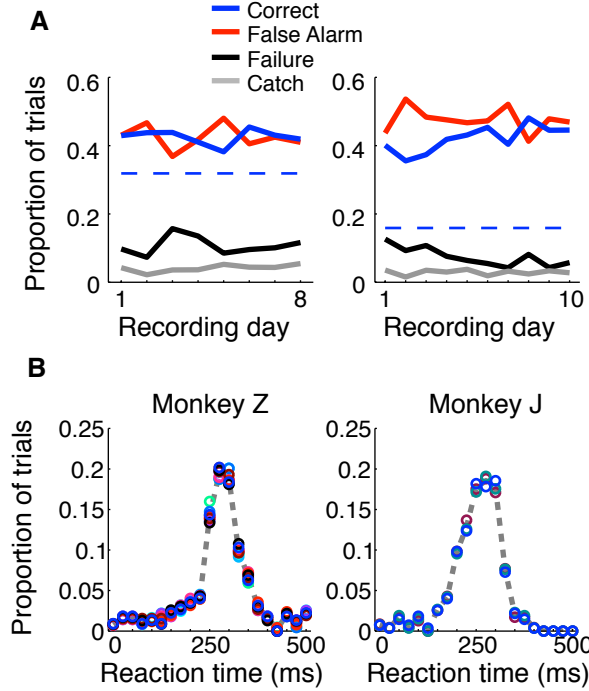 A
Correct
False Alarm
Failure
Catch
Proportion of trials
0.6
0.4
0.2
0
1
8
Recording day
0.6
0.4
0.2
0
1
10
Recording day
B
Monkey Z
Proportion of trials
0.25
0.2
0.15
0.1
0.05
0
0
250
500
Reaction time (ms)
Monkey J
0.25
0.2
0.15
0.1
0.05
0
0
250
500
Reaction time (ms)